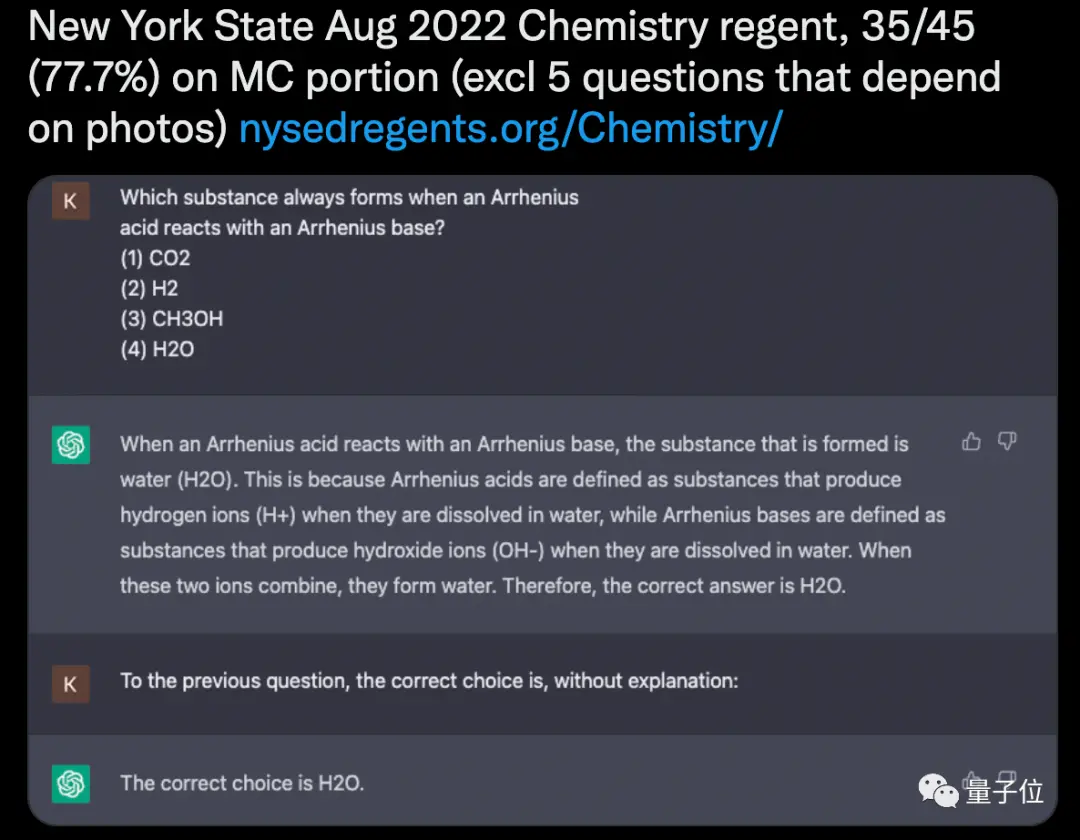 New York State Aug 2022 Chemistry regent, 35/45
(77.7%) on MC portion (excl 5 questions that depend
on photos) nysedregents.org/Chemistry/
K
Which substance always forms when an Arrhenius
acid reacts with an Arrhenius base?
(1) CO2
(2) H2
(3) CH3OH
(4) H2O
When an Arrhenius acid reacts with an Arrhenius base, the substance that is formed is
water (H2O). This is because Arrhenius acids are defined as substances that produce
hydrogen ions (H+) when they are dissolved in water, while Arrhenius bases are defined as
substances that produce hydroxide ions (OH-) when they are dissolved in water. When
these two ions combine, they form water. Therefore, the correct answer is H2O.
K
To the previous question, the correct choice is, without explanation:
The correct choice is H2O.
量子位